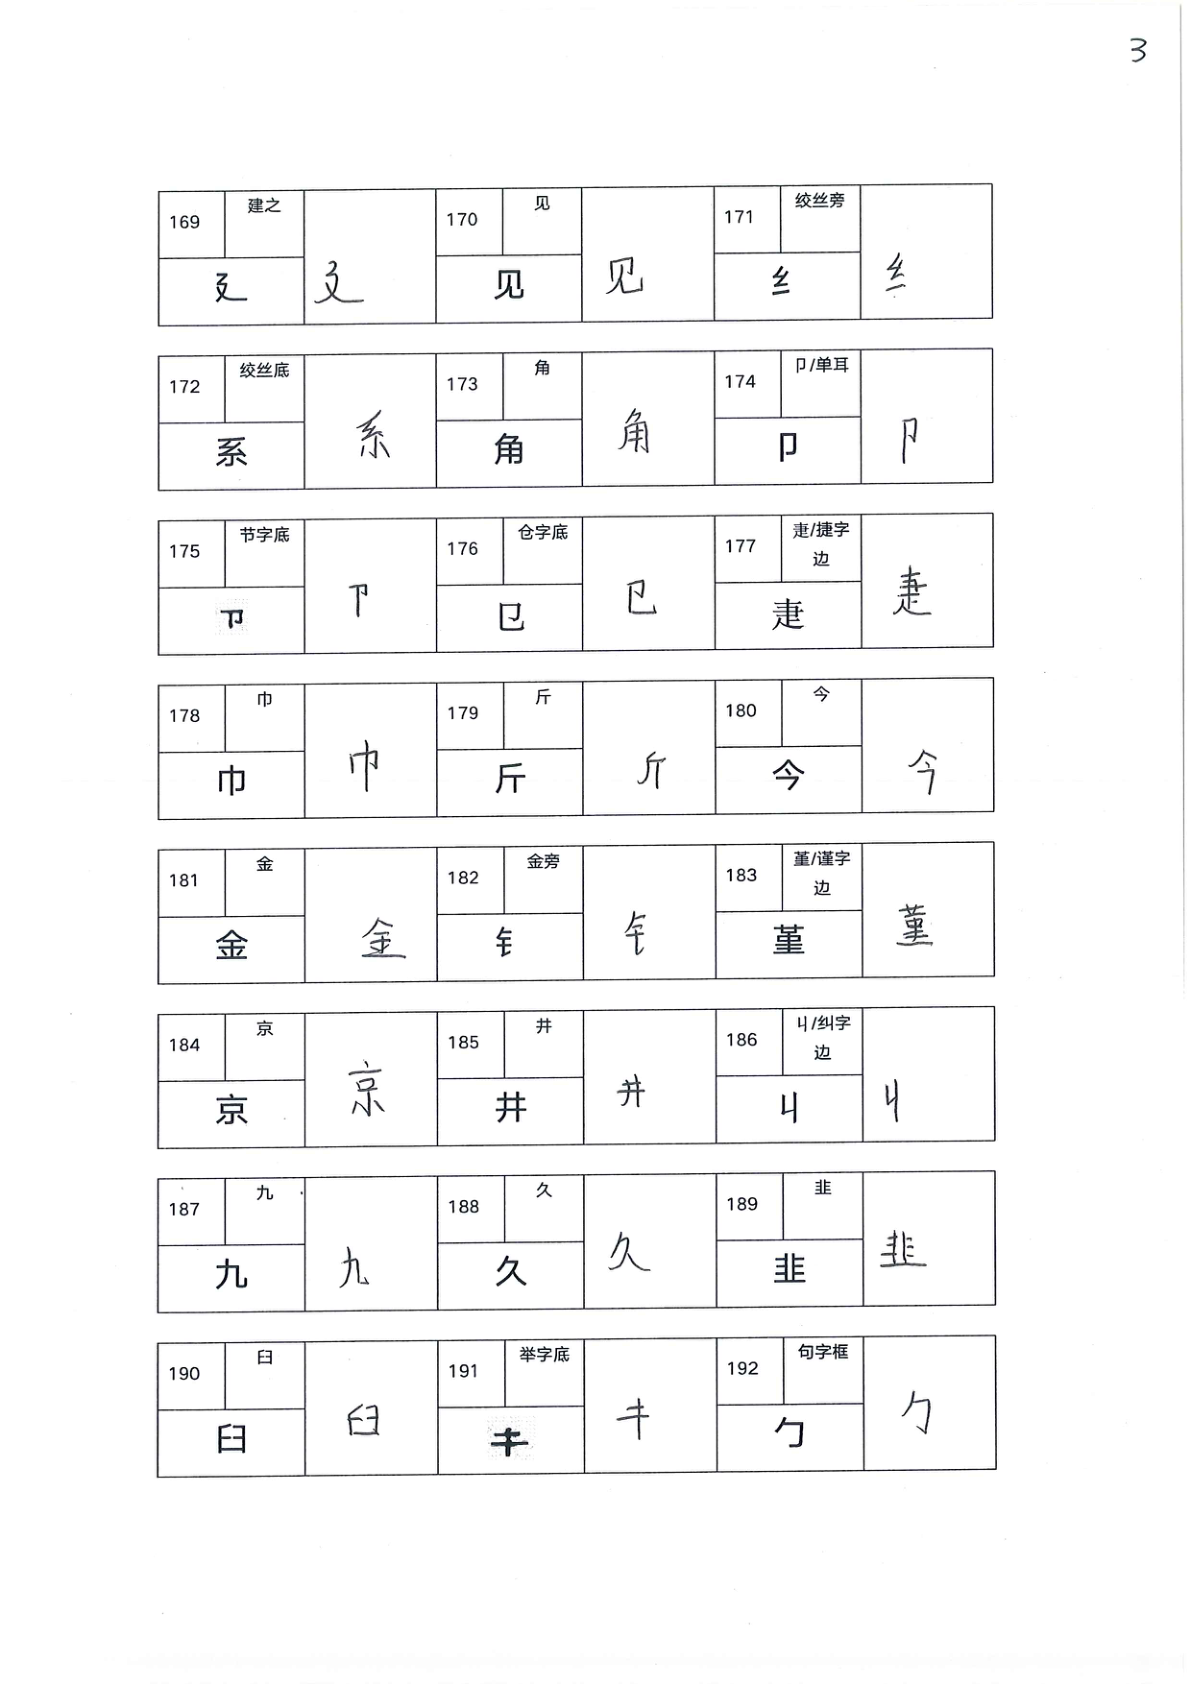 3
169 建之 廴 廴 170 见 见 见 171 绞丝旁 纟 纟
172 绞丝底 系 系 173 角 角 角 174 卩/单耳 卩 卩
175 节字底 卩 卩 176 仓字底 㔾 㔾 177 疌/捷字边 疌 疌
178 巾 巾 巾 179 斤 斤 斤 180 今 今 今
181 金 金 金 182 金旁 钅 钅 183 堇/谨字边 堇 堇
184 京 京 京 185 井 井 井 186 丩/纠字边 丩 丩
187 九 九 九 188 久 久 久 189 韭 韭 韭
190 臼 臼 臼 191 举字底 192 句字框 勹 勹